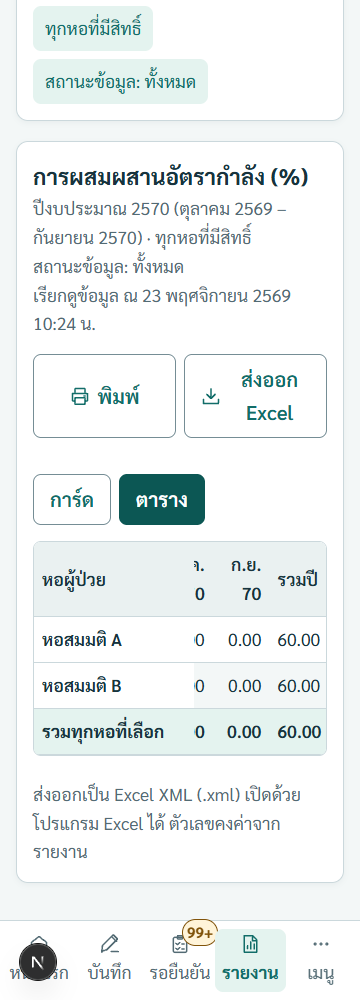 ทุกหอที่มีสิทธิ์
สถานะข้อมูล: ทั้งหมด
การผสมผสานอัตรากำลัง (%)
ปีงบประมาณ 2570 (ตุลาคม 2569 –
กันยายน 2570) · ทุกหอที่มีสิทธิ์
สถานะข้อมูล: ทั้งหมด
เรียกดูข้อมูล ณ 23 พฤศจิกายน 2569
10:24 น.
พิมพ์
ส่งออก
Excel
การ์ด
ตาราง
หอผู้ป่วย ก.ย. 70 รวมปี
หอสมมติ A 0.00 60.00
หอสมมติ B 0.00 60.00
รวมทุกหอที่เลือก 0.00 60.00
ส่งออกเป็น Excel XML (.xml) เปิดด้วย
โปรแกรม Excel ได้ ตัวเลขคงค่าจาก
รายงาน
99+
N
บันทึก รอยืนยัน รายงาน เมนู